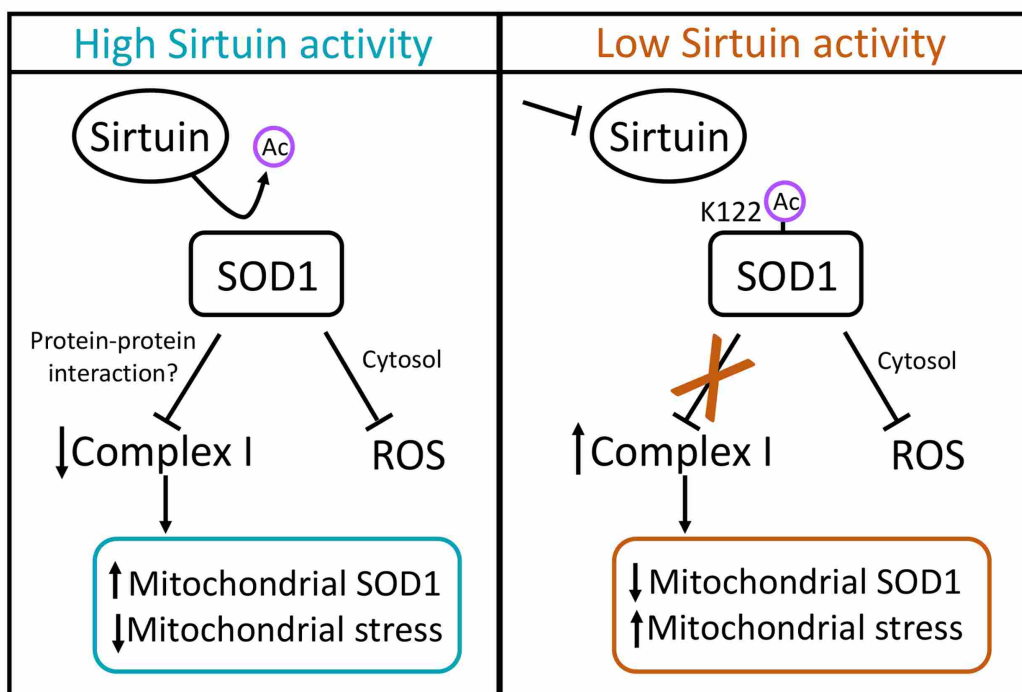 High Sirtuin activity
Sirtuin
Ac
SOD1
Protein-protein
interaction?
Cytosol
↓Complex I
ROS
↑Mitochondrial SOD1
↓Mitochondrial stress
Low Sirtuin activity
Sirtuin
K122
Ac
SOD1
Cytosol
↑Complex I
ROS
↓Mitochondrial SOD1
↑Mitochondrial stress